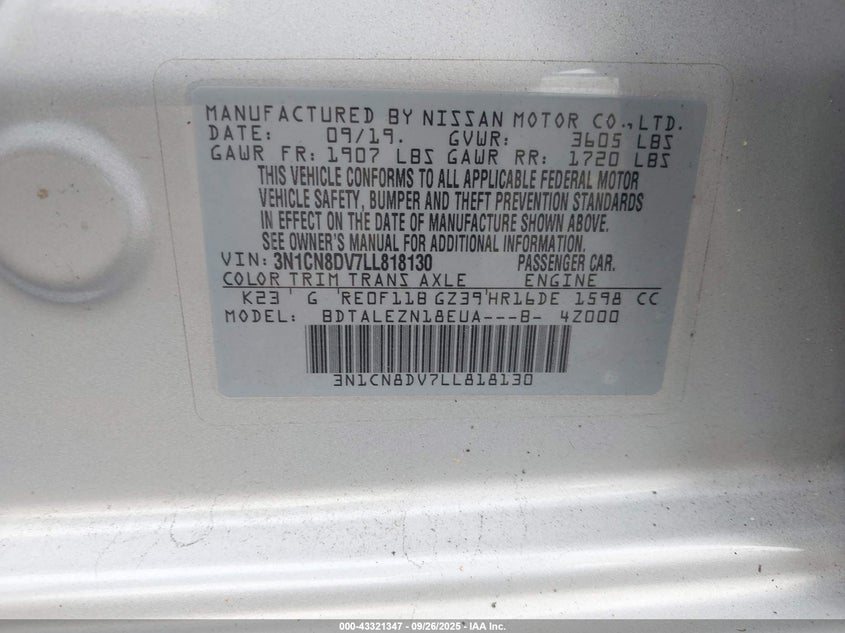 MANUFACTURED BY NISSAN MOTOR CO.,LTD.
DATE: 09/19. GVWR: 3605 LBS
GAWR FR: 1907 LBS GAWR RR: 1720 LBS
THIS VEHICLE CONFORMS TO ALL APPLICABLE FEDERAL MOTOR
VEHICLE SAFETY, BUMPER AND THEFT PREVENTION STANDARDS
IN EFFECT ON THE DATE OF MANUFACTURE SHOWN ABOVE.
SEE OWNER'S MANUAL FOR ADDITIONAL INFORMATION.
VIN: 3N1CN8DV7LL818130 PASSENGER CAR.
COLOR TRIM TRANS AXLE ENGINE
K23 ' G ' RE0F11B GZ39'HR16DE 1598 CC
MODEL: BDTALEZN18EUA---B- 4Z000
3N1CN8DV7LL818130
000-43321347 - 09/26/2025 - IAA Inc.